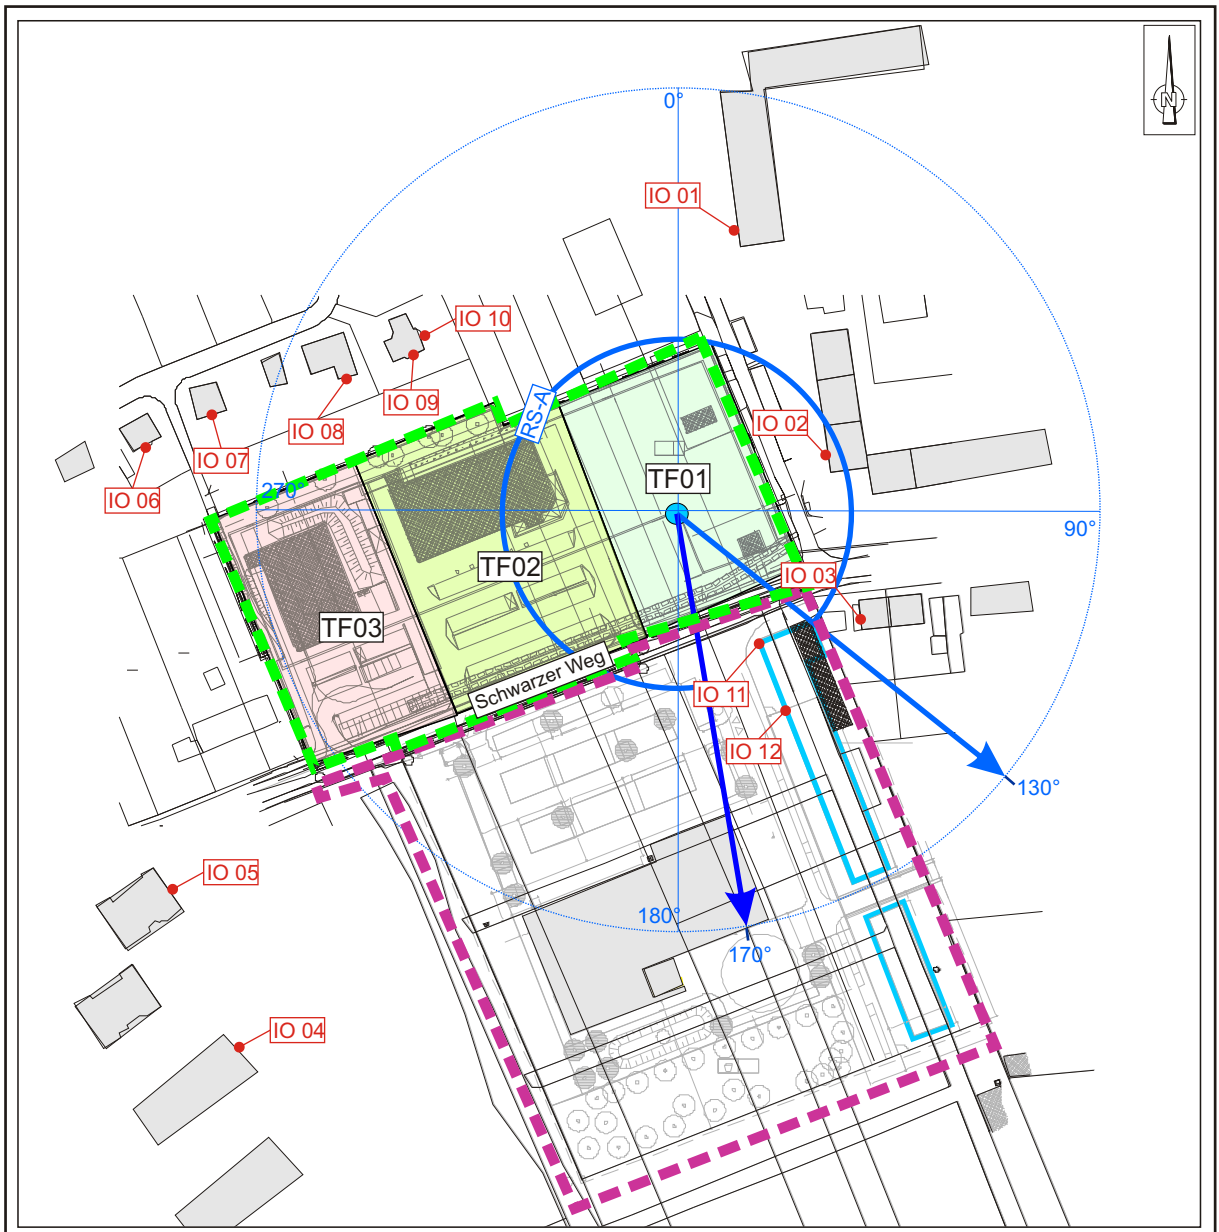 N
0°
IO 01
IO 10
IO 09
RS-A
IO 08
IO 02
IO 07
IO 06
TF01
270°
90°
TF02
IO 03
TF03
Schwarzer Weg
IO 11
IO 12
130°
IO 05
180°
170°
IO 04